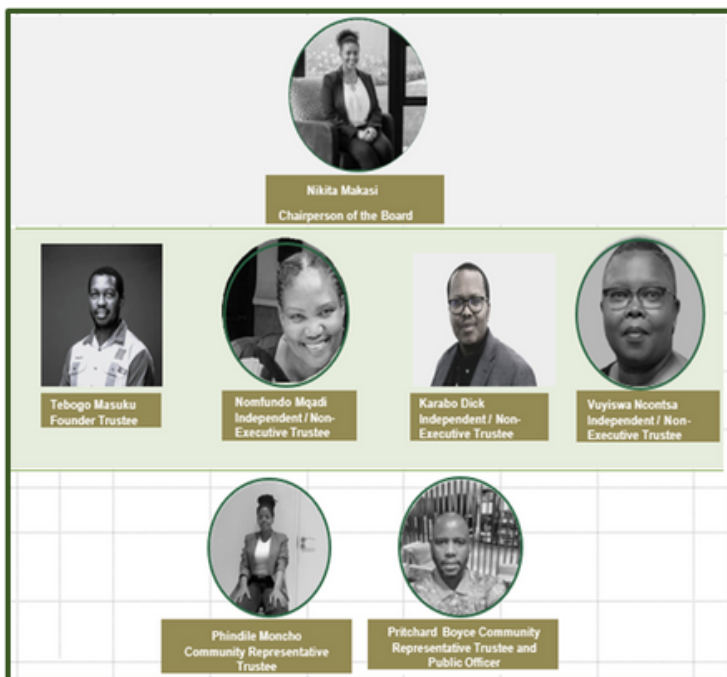 Nikita Makasi
Chairperson of the Board
Tebogo Masuku
Founder Trustee
Nomfundo Mqadi
Independent / Non-
Executive Trustee
Karabo Dick
Independent / Non-
Executive Trustee
Vuyiswa Ncontsa
Independent / Non-
Executive Trustee
Phindile Moncho
Community Representative
Trustee
Pritchard Boyce Community
Representative Trustee and
Public Officer